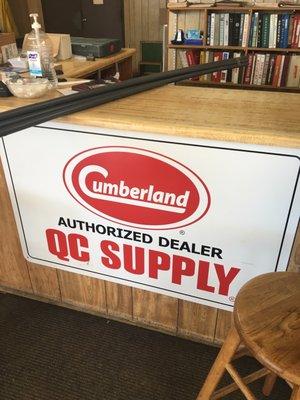 Cumberland
®
AUTHORIZED DEALER
QC SUPPLY
®